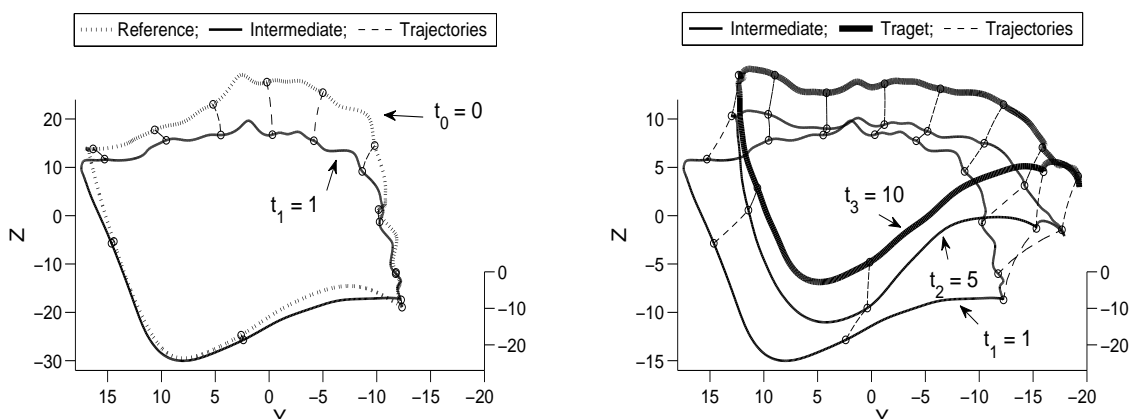 Reference; Intermediate; Trajectories
t0 = 0
t1 = 1
20
10
0
−10
−20
−30
Z
0
−10
−20
15 10 5 0 −5 −10 −15 −20
Y
Intermediate; Traget; Trajectories
t3 = 10
t2 = 5
t1 = 1
10
5
0
−5
−10
−15
Z
0
−10
−20
15 10 5 0 −5 −10 −15 −20
Y